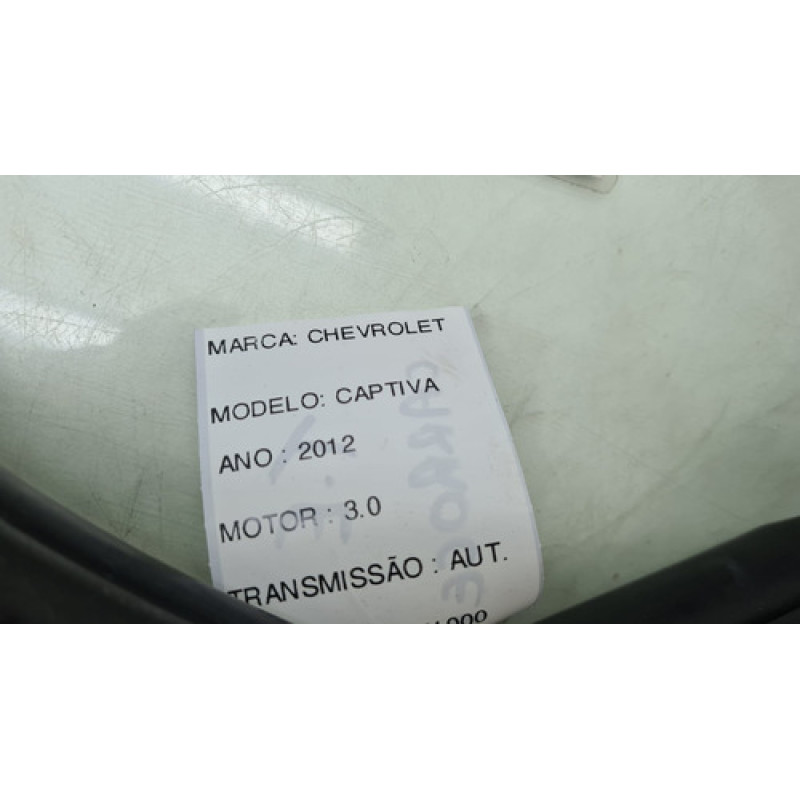 MARCA: CHEVROLET
MODELO: CAPTIVA
ANO : 2012
MOTOR : 3.0
TRANSMISSÃO : AUT.